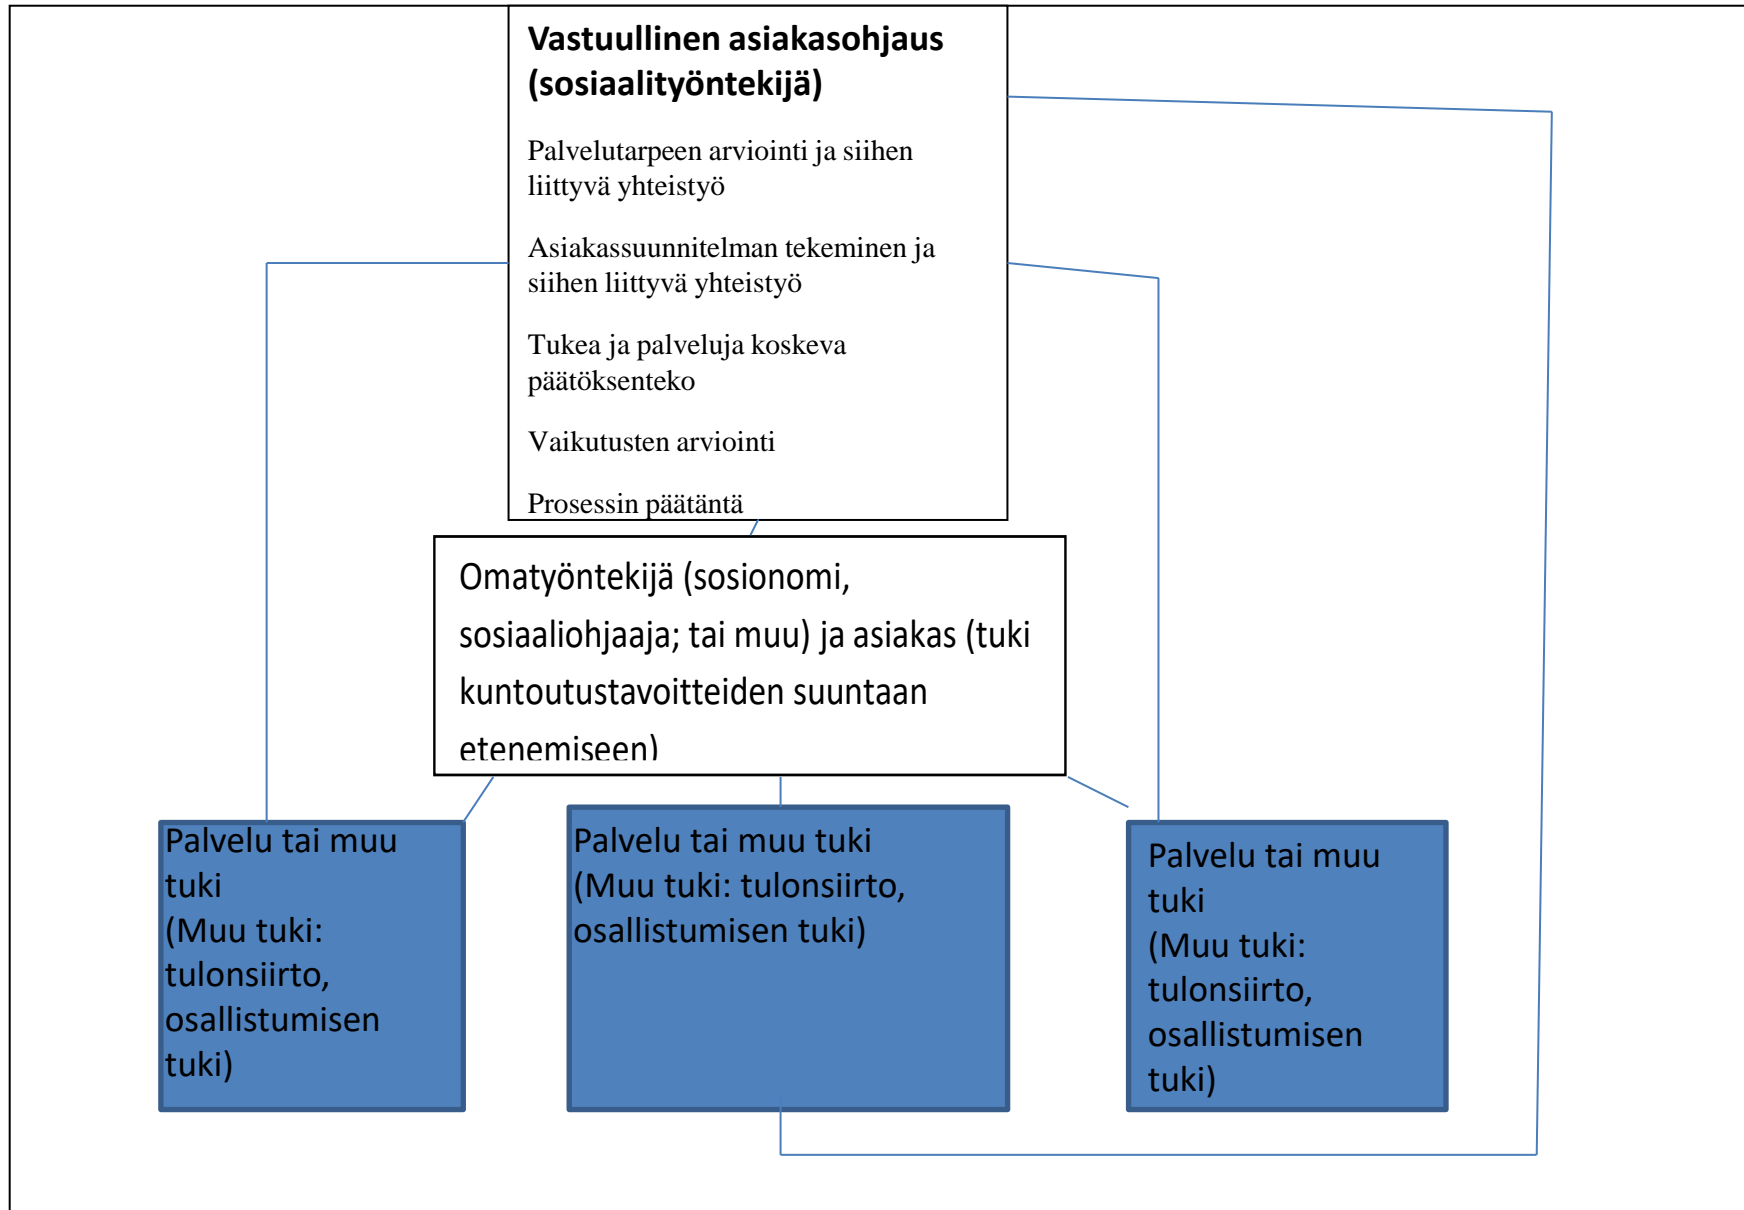 Vastuullinen asiakasohjaus
(sosiaalityöntekijä)
Palvelutarpeen arviointi ja siihen
liittyvä yhteistyö
Asiakassuunnitelman tekeminen ja
siihen liittyvä yhteistyö
Tukea ja palveluja koskeva
päätöksenteko
Vaikutusten arviointi
Prosessin päätäntä
Omatyöntekijä (sosionomi,
sosiaaliohjaaja; tai muu) ja asiakas (tuki
kuntoutustavoitteiden suuntaan
etenemiseen)
Palvelu tai muu
tuki
(Muu tuki:
tulonsiirto,
osallistumisen
tuki)
Palvelu tai muu tuki
(Muu tuki: tulonsiirto,
osallistumisen tuki)
Palvelu tai muu
tuki
(Muu tuki:
tulonsiirto,
osallistumisen
tuki)